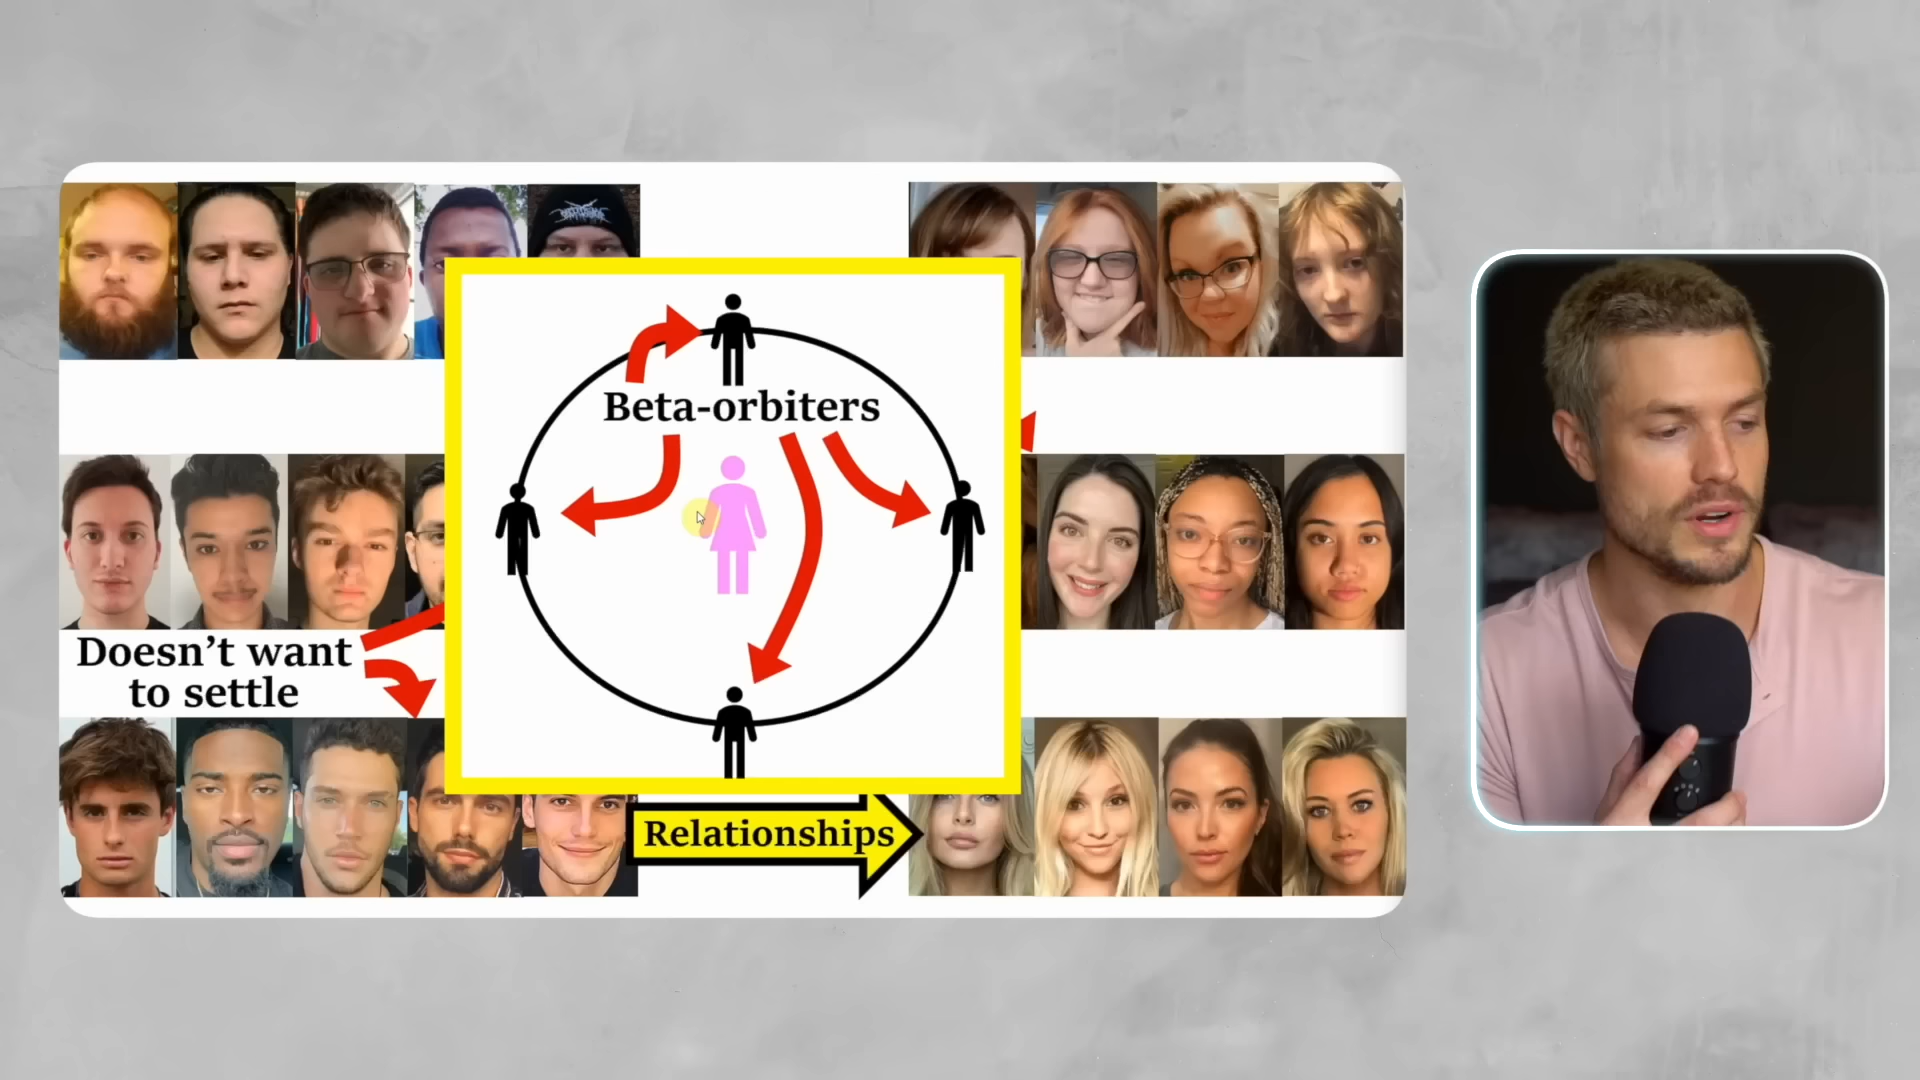 Beta-orbiters
Doesn't want
to settle
Relationships